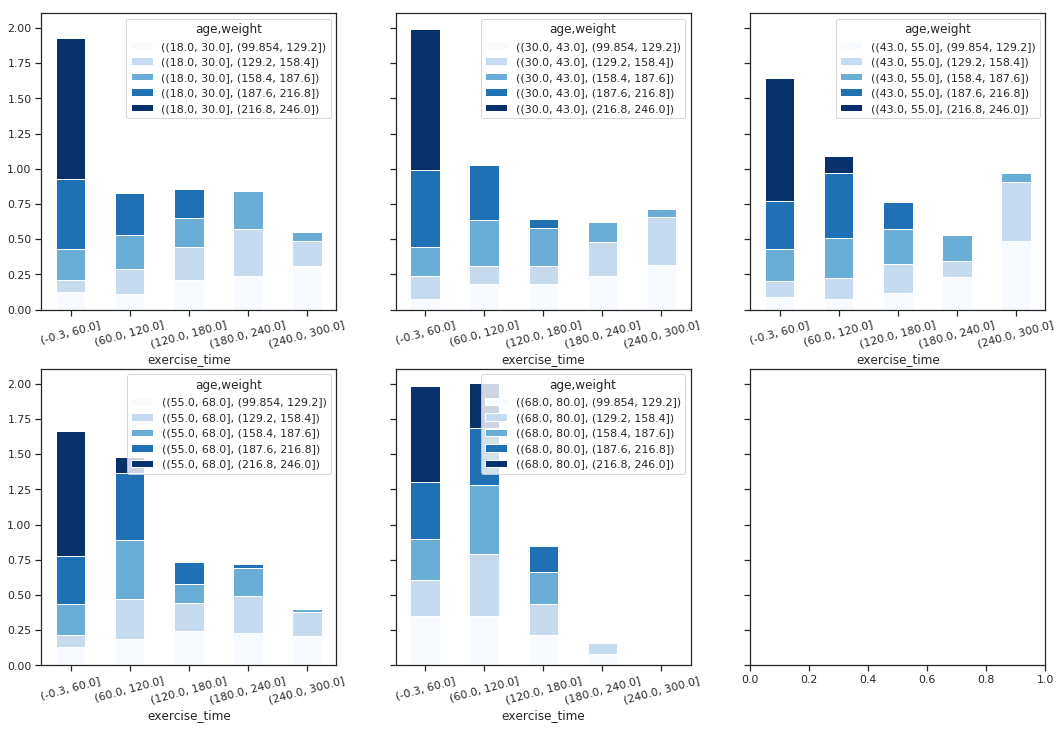 age,weight
((18.0, 30.0], (99.854, 129.2])
((18.0, 30.0], (129.2, 158.4])
((18.0, 30.0], (158.4, 187.6])
((18.0, 30.0], (187.6, 216.8])
((18.0, 30.0], (216.8, 246.0])
2.00
1.75
1.50
1.25
1.00
0.75
0.50
0.25
0.00
(-0.3, 60.0]
(60.0, 120.0]
(120.0, 180.0]
(180.0, 240.0]
(240.0, 300.0]
exercise_time
age,weight
((30.0, 43.0], (99.854, 129.2])
((30.0, 43.0], (129.2, 158.4])
((30.0, 43.0], (158.4, 187.6])
((30.0, 43.0], (187.6, 216.8])
((30.0, 43.0], (216.8, 246.0])
(-0.3, 60.0]
(60.0, 120.0]
(120.0, 180.0]
(180.0, 240.0]
(240.0, 300.0]
exercise_time
age,weight
((43.0, 55.0], (99.854, 129.2])
((43.0, 55.0], (129.2, 158.4])
((43.0, 55.0], (158.4, 187.6])
((43.0, 55.0], (187.6, 216.8])
((43.0, 55.0], (216.8, 246.0])
(-0.3, 60.0]
(60.0, 120.0]
(120.0, 180.0]
(180.0, 240.0]
(240.0, 300.0]
exercise_time
age,weight
((55.0, 68.0], (99.854, 129.2])
((55.0, 68.0], (129.2, 158.4])
((55.0, 68.0], (158.4, 187.6])
((55.0, 68.0], (187.6, 216.8])
((55.0, 68.0], (216.8, 246.0])
2.00
1.75
1.50
1.25
1.00
0.75
0.50
0.25
0.00
(-0.3, 60.0]
(60.0, 120.0]
(120.0, 180.0]
(180.0, 240.0]
(240.0, 300.0]
exercise_time
age,weight
((68.0, 80.0], (99.854, 129.2])
((68.0, 80.0], (129.2, 158.4])
((68.0, 80.0], (158.4, 187.6])
((68.0, 80.0], (187.6, 216.8])
((68.0, 80.0], (216.8, 246.0])
(-0.3, 60.0]
(60.0, 120.0]
(120.0, 180.0]
(180.0, 240.0]
(240.0, 300.0]
exercise_time
0.0 0.2 0.4 0.6 0.8 1.0